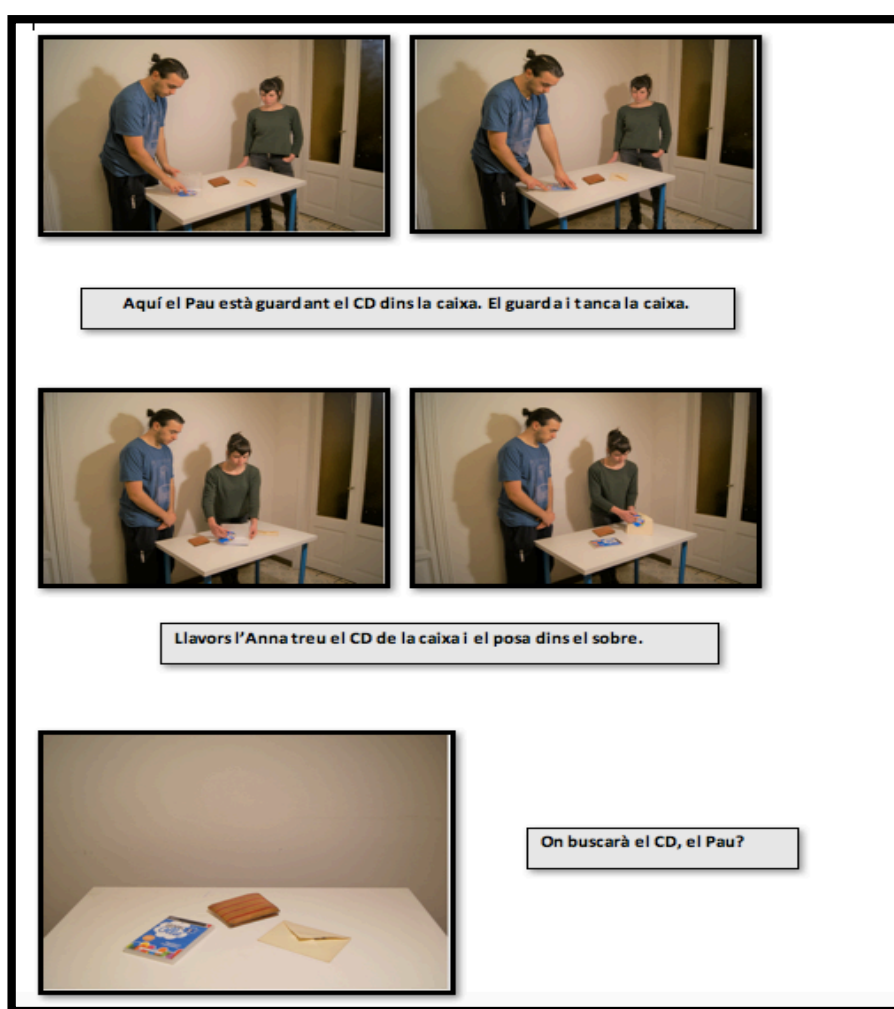 Aquí el Pau està guardant el CD dins la caixa. El guarda i tanca la caixa.
Llavors l'Anna treu el CD de la caixa i el posa dins el sobre.
On buscarà el CD, el Pau?